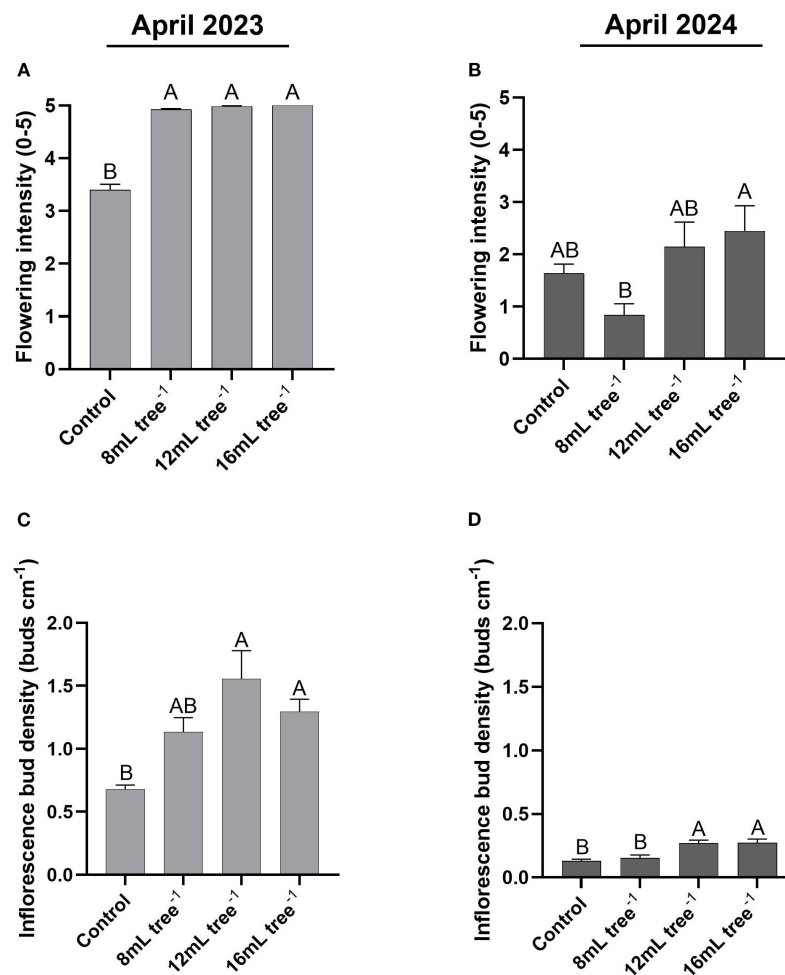 April 2023
April 2024
A
Flowering intensity (0-5)
5
4
3
2
1
0
B
A
A
A
Control
8mL tree⁻¹
12mL tree⁻¹
16mL tree⁻¹
B
Flowering intensity (0-5)
5
4
3
2
1
0
AB
B
AB
A
Control
8mL tree⁻¹
12mL tree⁻¹
16mL tree⁻¹
C
Inflorescence bud density (buds cm⁻¹)
2.0
1.5
1.0
0.5
0.0
B
AB
A
A
Control
8mL tree⁻¹
12mL tree⁻¹
16mL tree⁻¹
D
Inflorescence bud density (buds cm⁻¹)
2.0
1.5
1.0
0.5
0.0
B
B
A
A
Control
8mL tree⁻¹
12mL tree⁻¹
16mL tree⁻¹